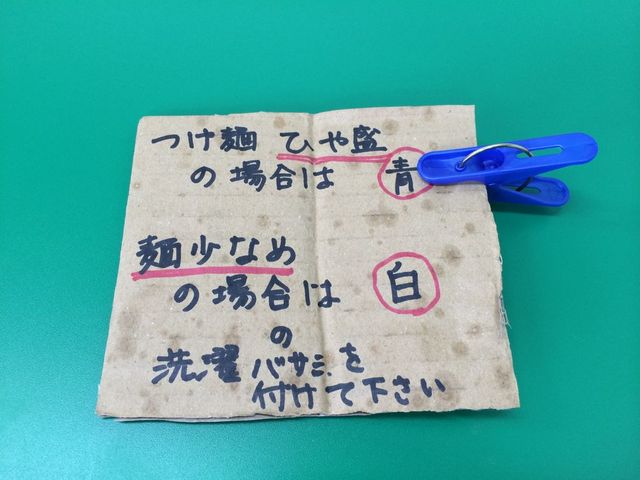 つけ麺 ひや盛
の場合は 青
麺少なめ
の場合は 白
の
洗濯バサミを
付けて下さい